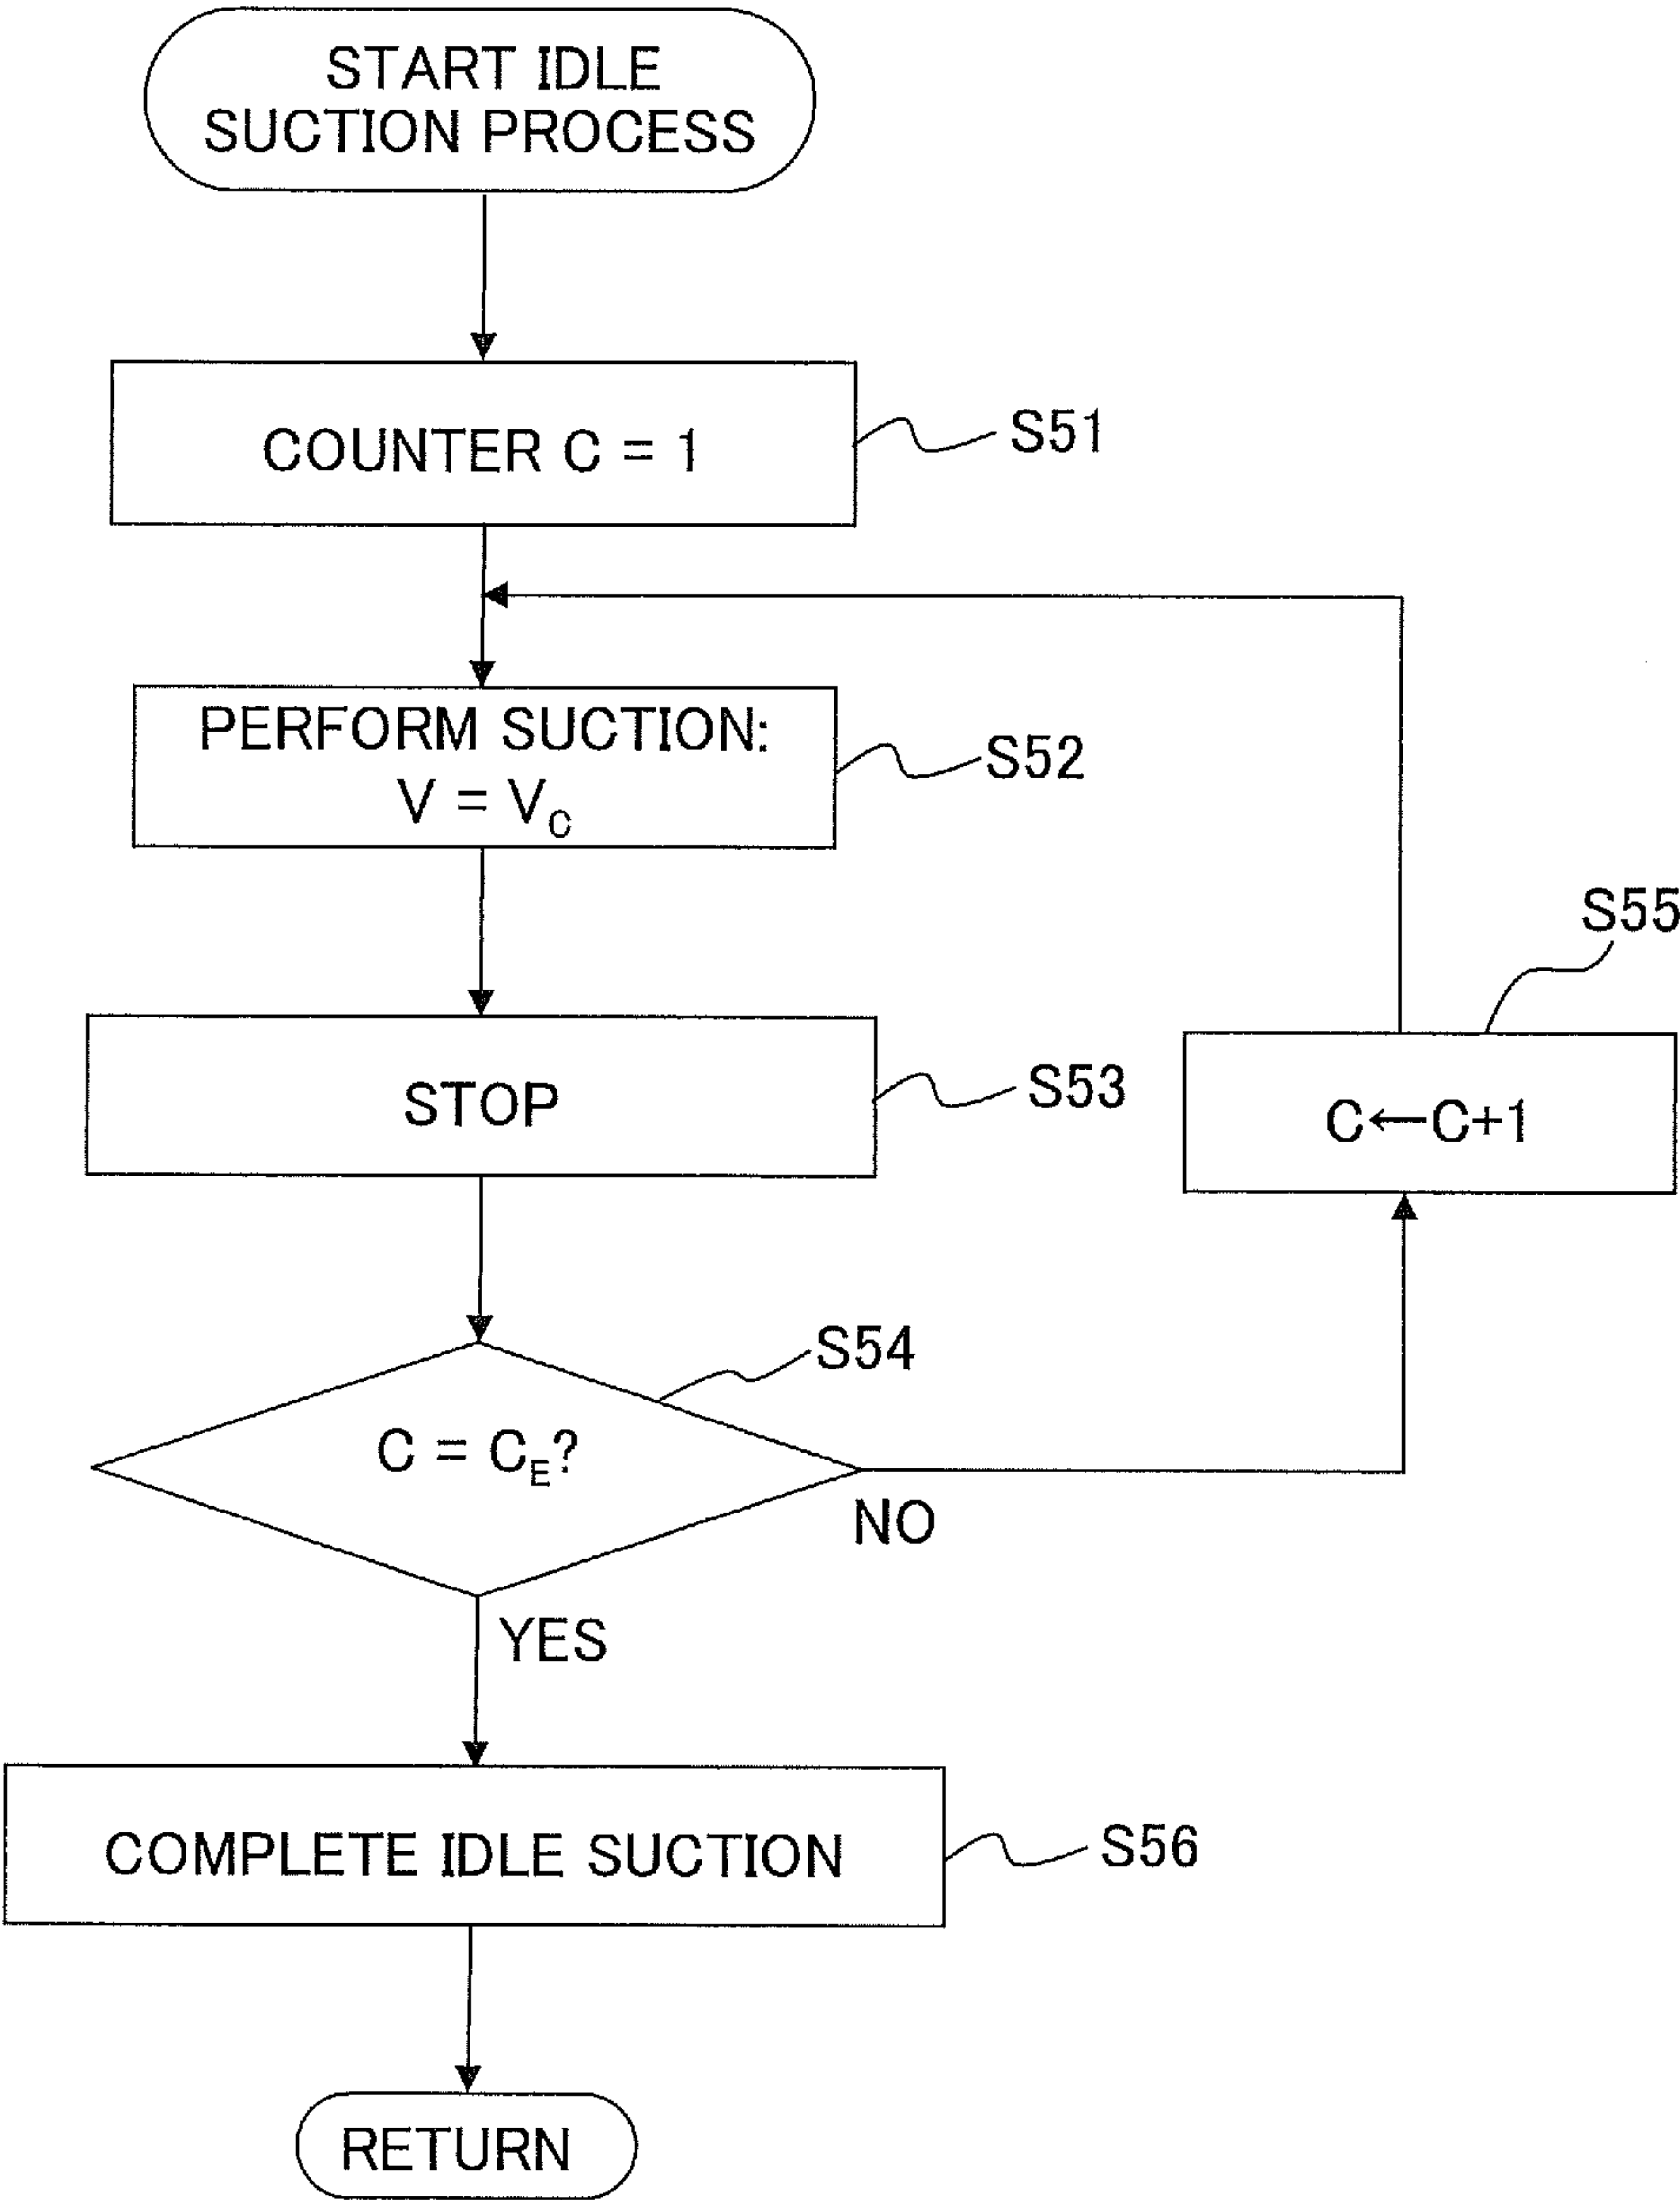 START IDLE
SUCTION PROCESS
COUNTER C = 1
S51
PERFORM SUCTION:
V = V_C
S52
S55
STOP
S53
C←C+1
S54
C = C_E?
NO
YES
COMPLETE IDLE SUCTION
S56
RETURN